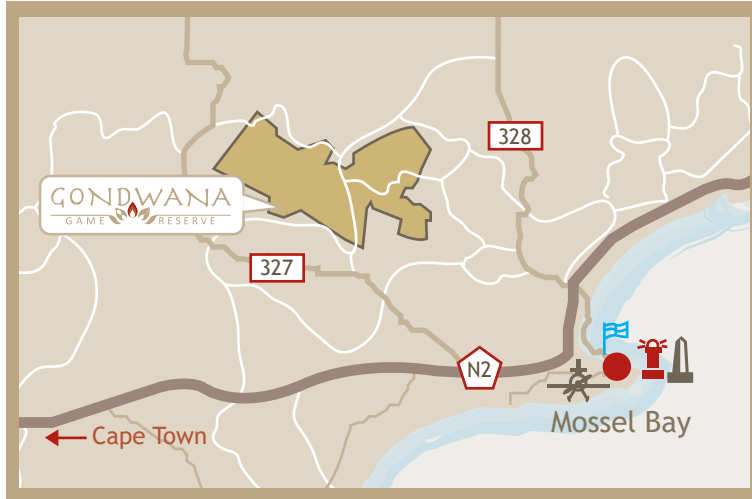 328
GONDWANA
GAME RESERVE
327
N2
Mossel Bay
Cape Town